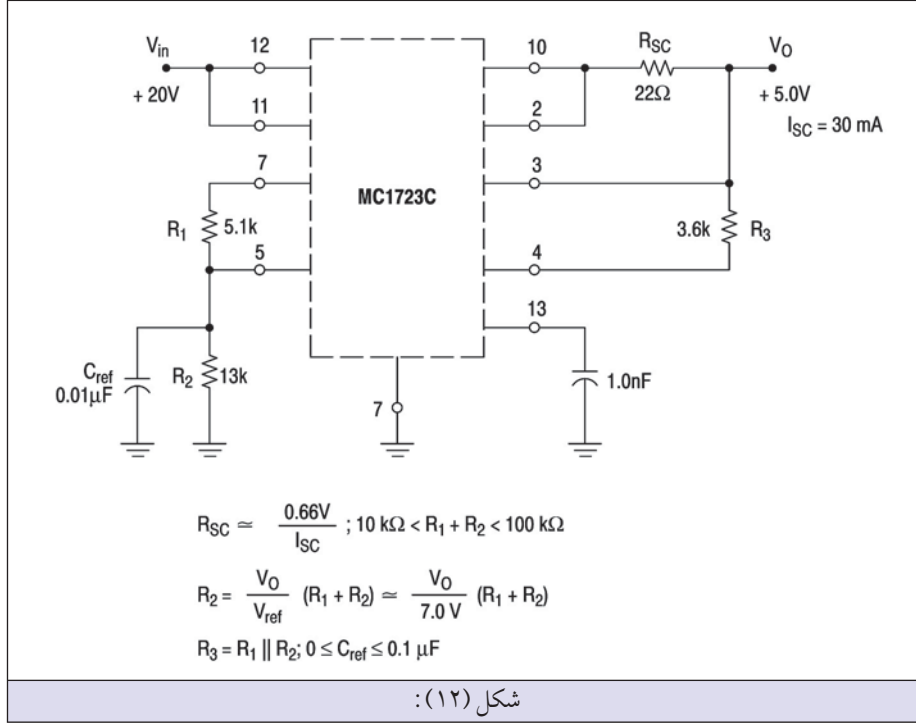 V_in
+ 20V
12
11
7
R_1
5.1k
5
C_ref
0.01µF
R_2
13k
MC1723C
7
10
R_SC
22Ω
V_O
+ 5.0V
I_SC = 30 mA
2
3
3.6k
R_3
4
13
1.0nF
R_SC ≃ 0.66V / I_SC ; 10 kΩ < R_1 + R_2 < 100 kΩ
R_2 = V_O / V_ref (R_1 + R_2) ≃ V_O / 7.0 V (R_1 + R_2)
R_3 = R_1 || R_2; 0 ≤ C_ref ≤ 0.1 µF
شكل (١٢):